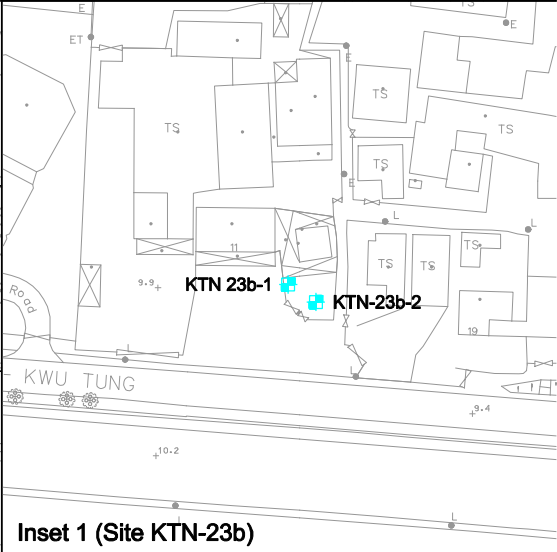 TS
E
E
ET
E
TS
TS
TS
TS
E
L
L
11
TS
TS
TS
9.9
KTN 23b-1
KTN-23b-2
Road
19
L
L
KWU TUNG
9.4
10.2
L
L
Inset 1 (Site KTN-23b)